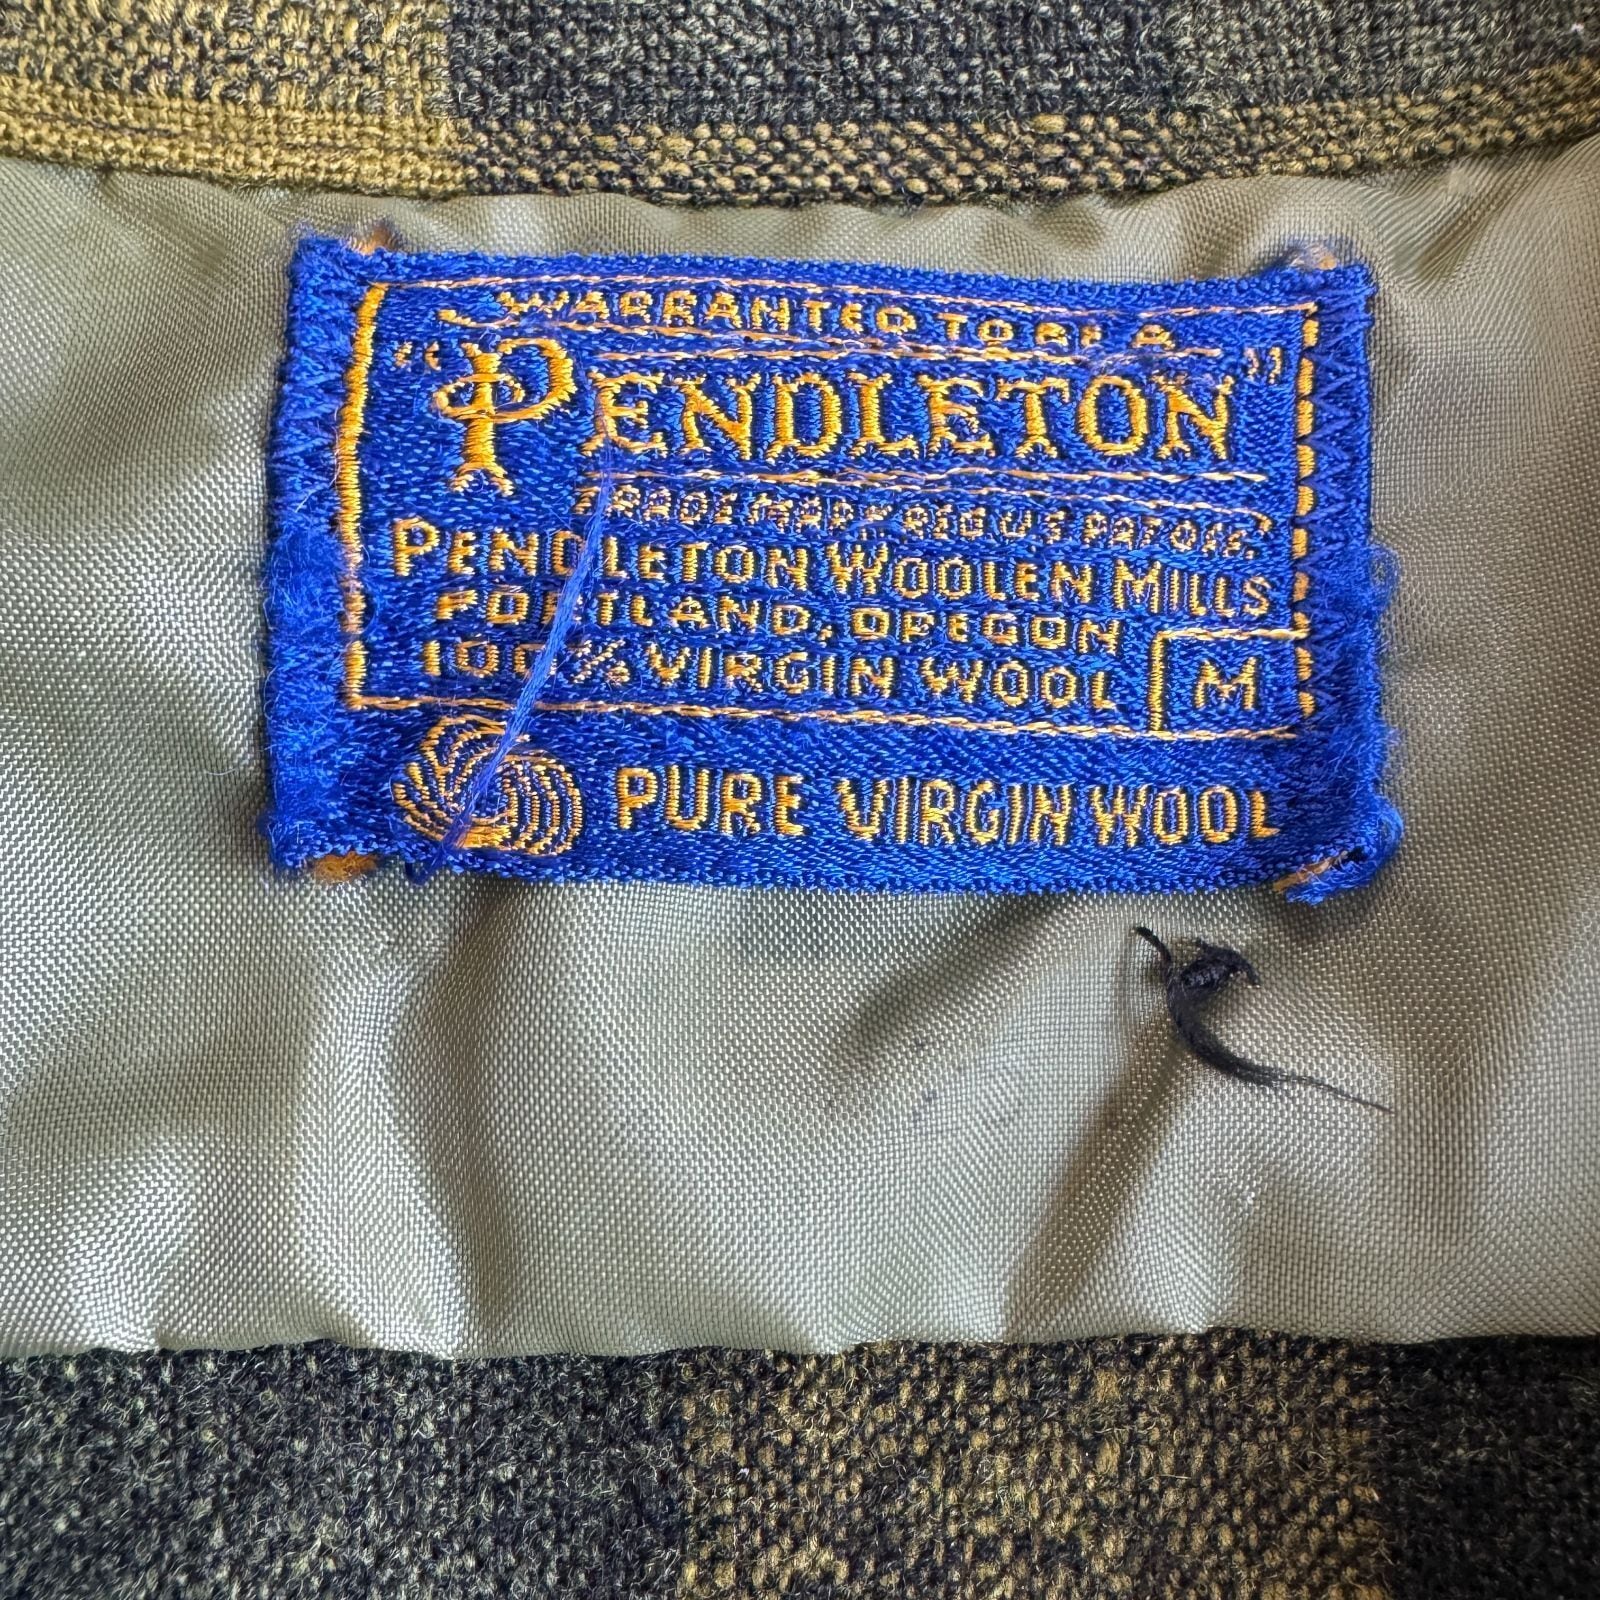 WARRANTED TO BE A
"PENDLETON"
TRADE MARK REG U.S. PAT. OFF.
PENDLETON WOOLEN MILLS
PORTLAND, OREGON
100% VIRGIN WOOL
M
PURE VIRGIN WOOL